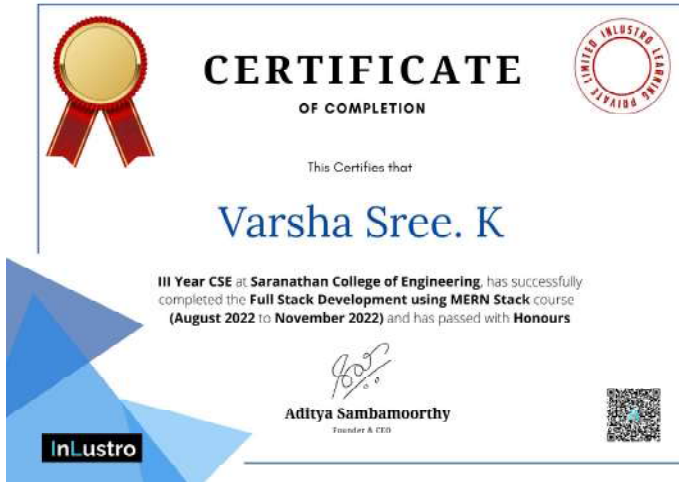 CERTIFICATE
INLUSTRO LEARNING PRIVATE LIMITED
OF COMPLETION
This Certifies that
Varsha Sree. K
III Year CSE at Saranathan College of Engineering, has successfully
completed the Full Stack Development using MERN Stack course
(August 2022 to November 2022) and has passed with Honours
Aditya Sambamoorthy
Founder & CEO
InLustro